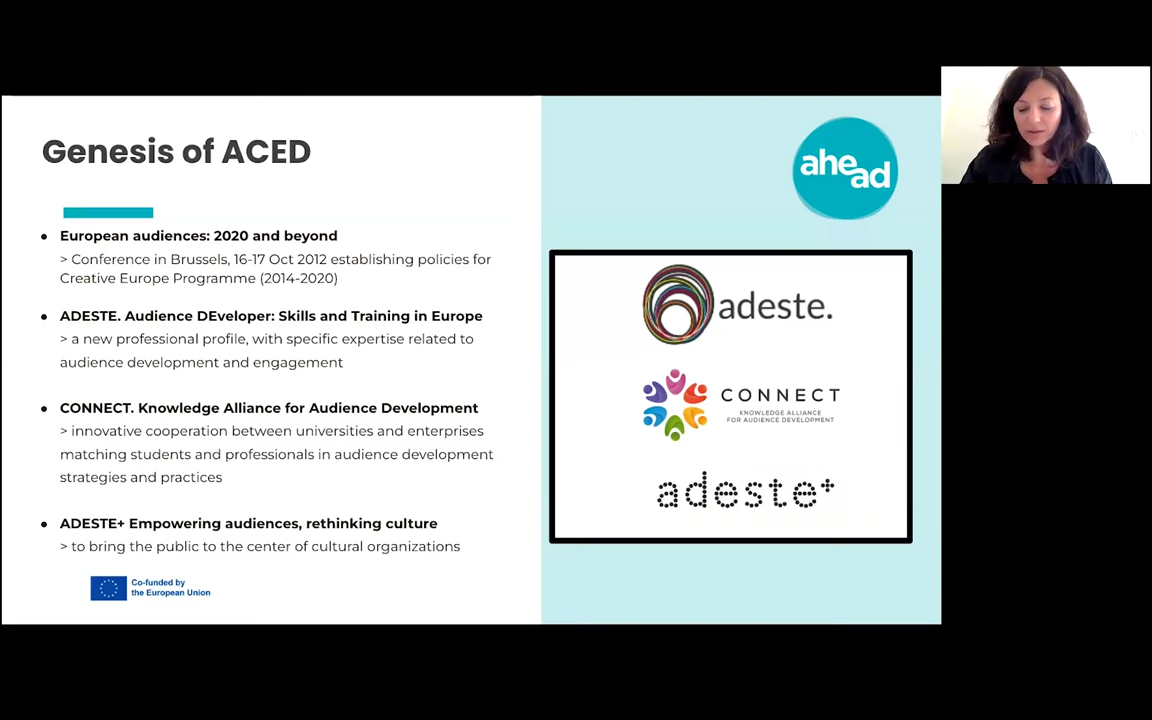 Genesis of ACED
ahead
European audiences: 2020 and beyond
> Conference in Brussels, 16-17 Oct 2012 establishing policies for
Creative Europe Programme (2014-2020)
ADESTE. Audience DEveloper: Skills and Training in Europe
> a new professional profile, with specific expertise related to
audience development and engagement
CONNECT. Knowledge Alliance for Audience Development
> innovative cooperation between universities and enterprises
matching students and professionals in audience development
strategies and practices
ADESTE+ Empowering audiences, rethinking culture
> to bring the public to the center of cultural organizations
Co-funded by
the European Union
adeste.
CONNECT
KNOWLEDGE ALLIANCE
FOR AUDIENCE DEVELOPMENT
adeste+